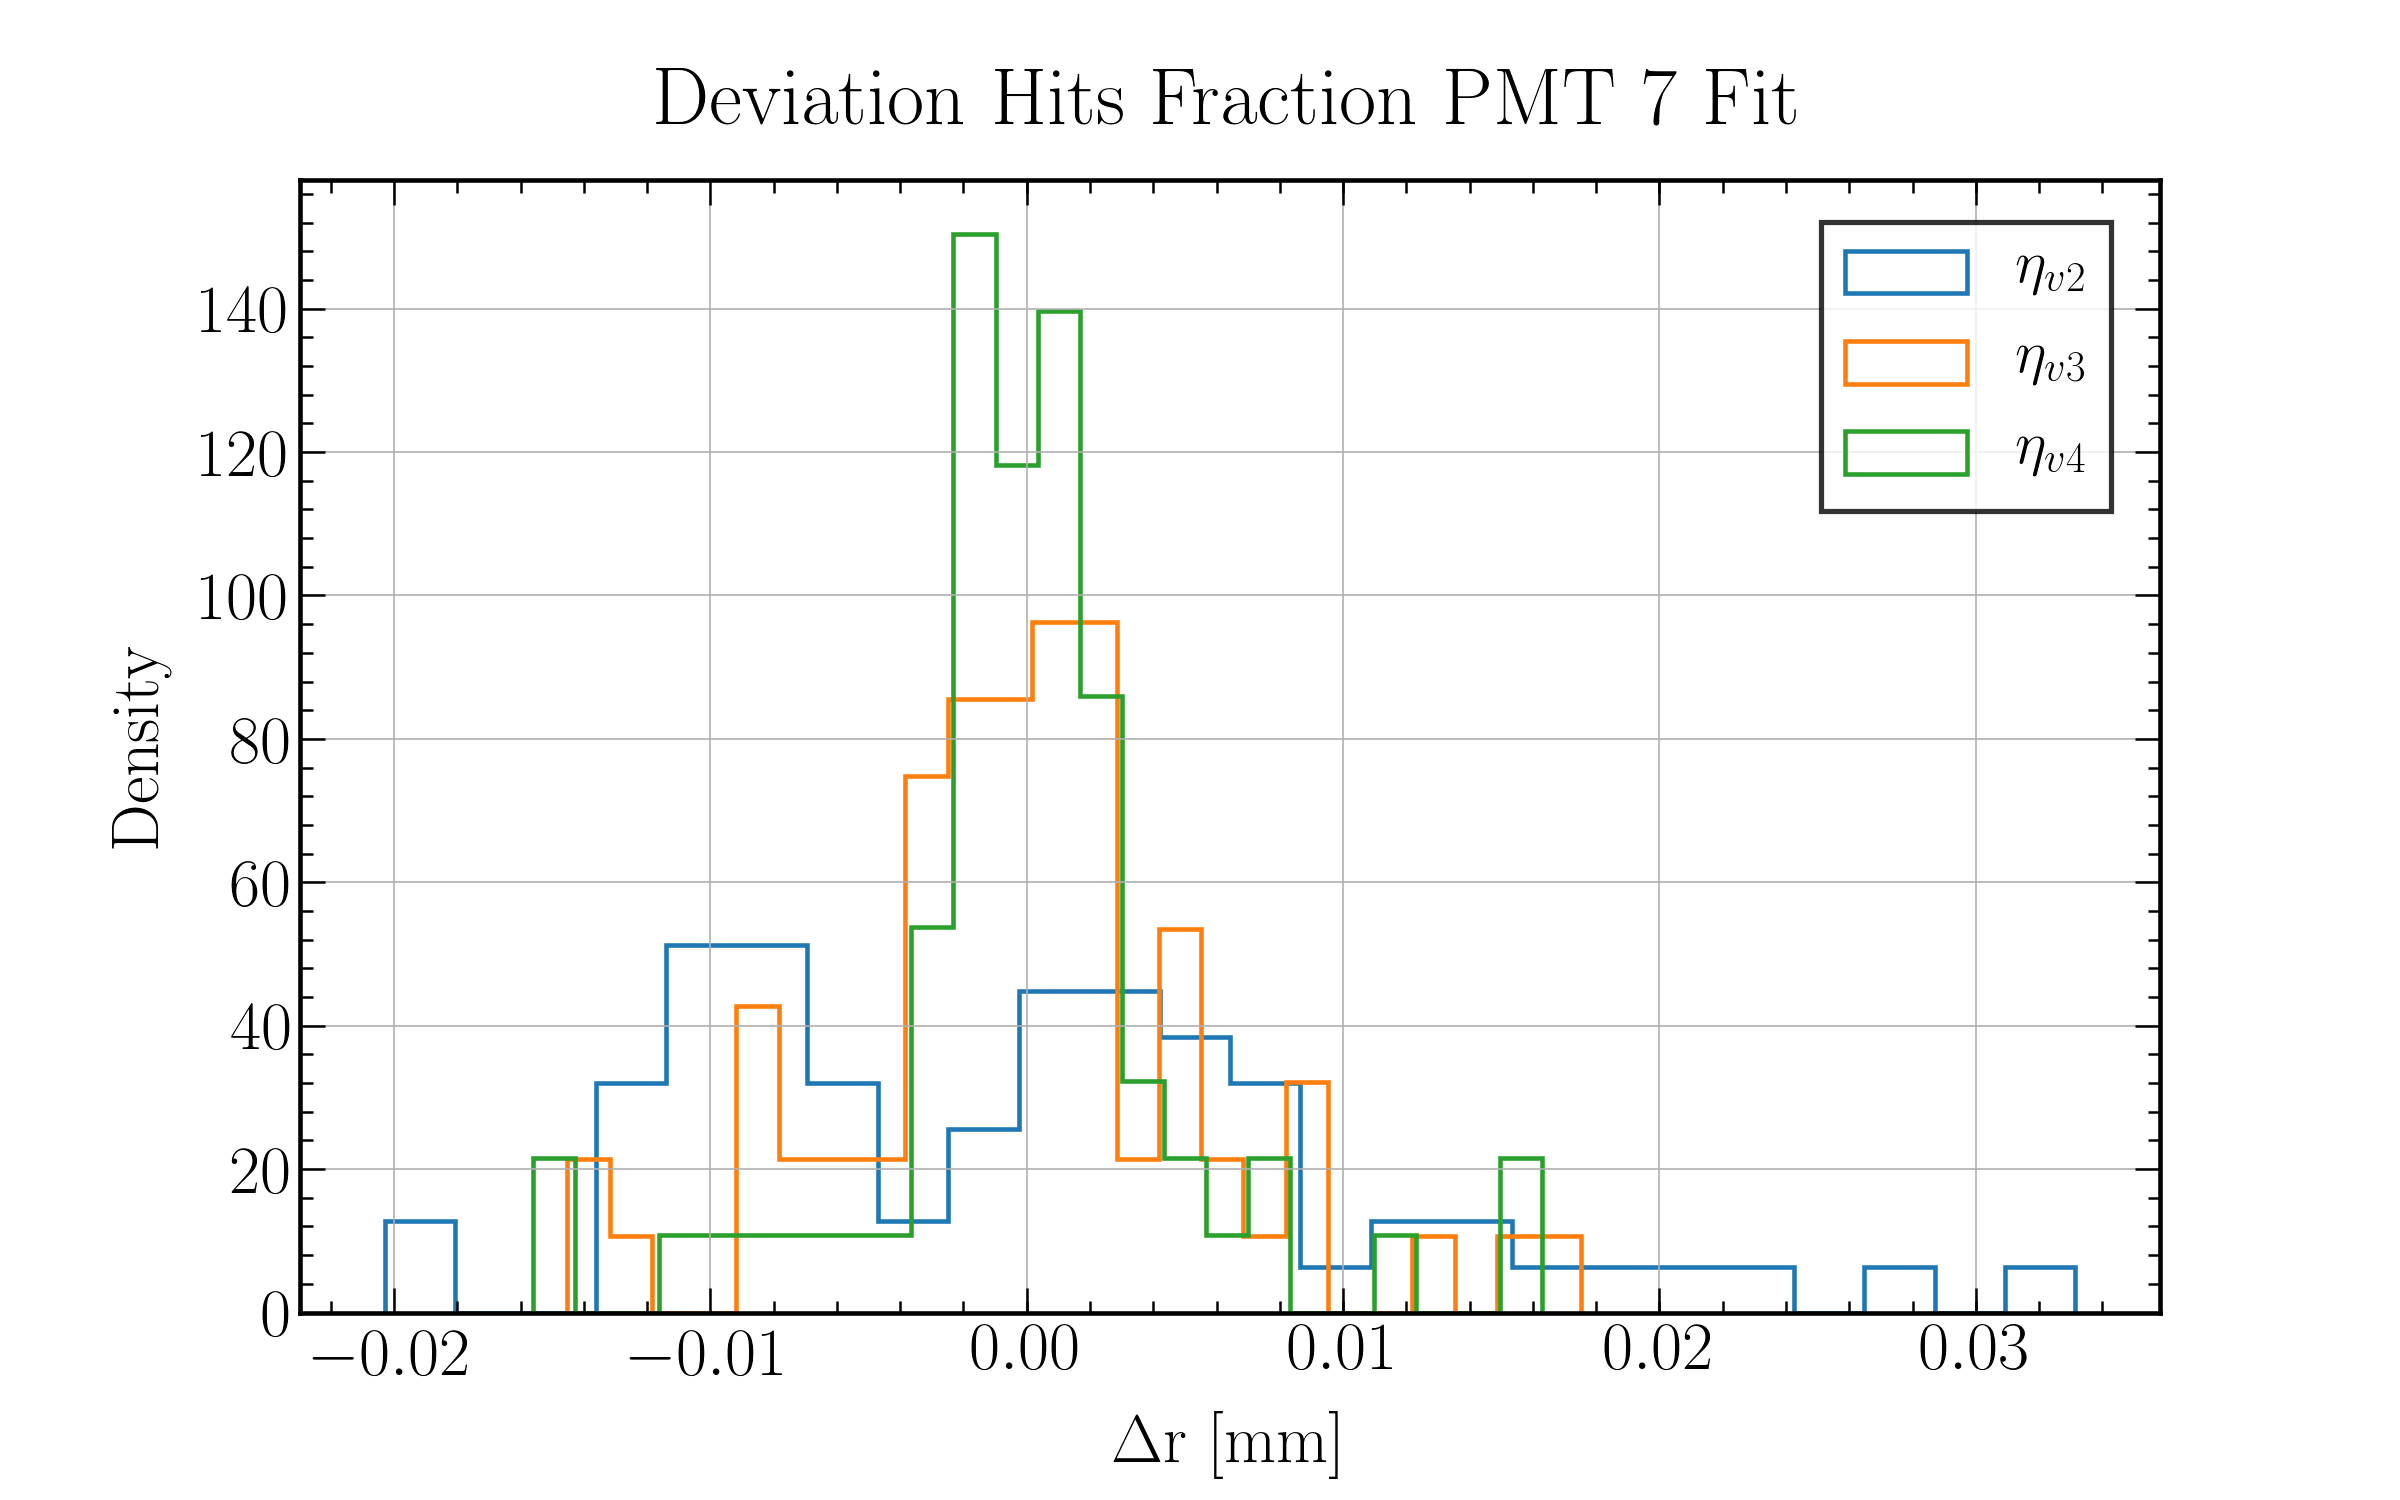 Deviation Hits Fraction PMT 7 Fit
140
120
100
80
60
40
20
0
Density
−0.02 −0.01 0.00 0.01 0.02 0.03
Δr [mm]
η_{v2}
η_{v3}
η_{v4}